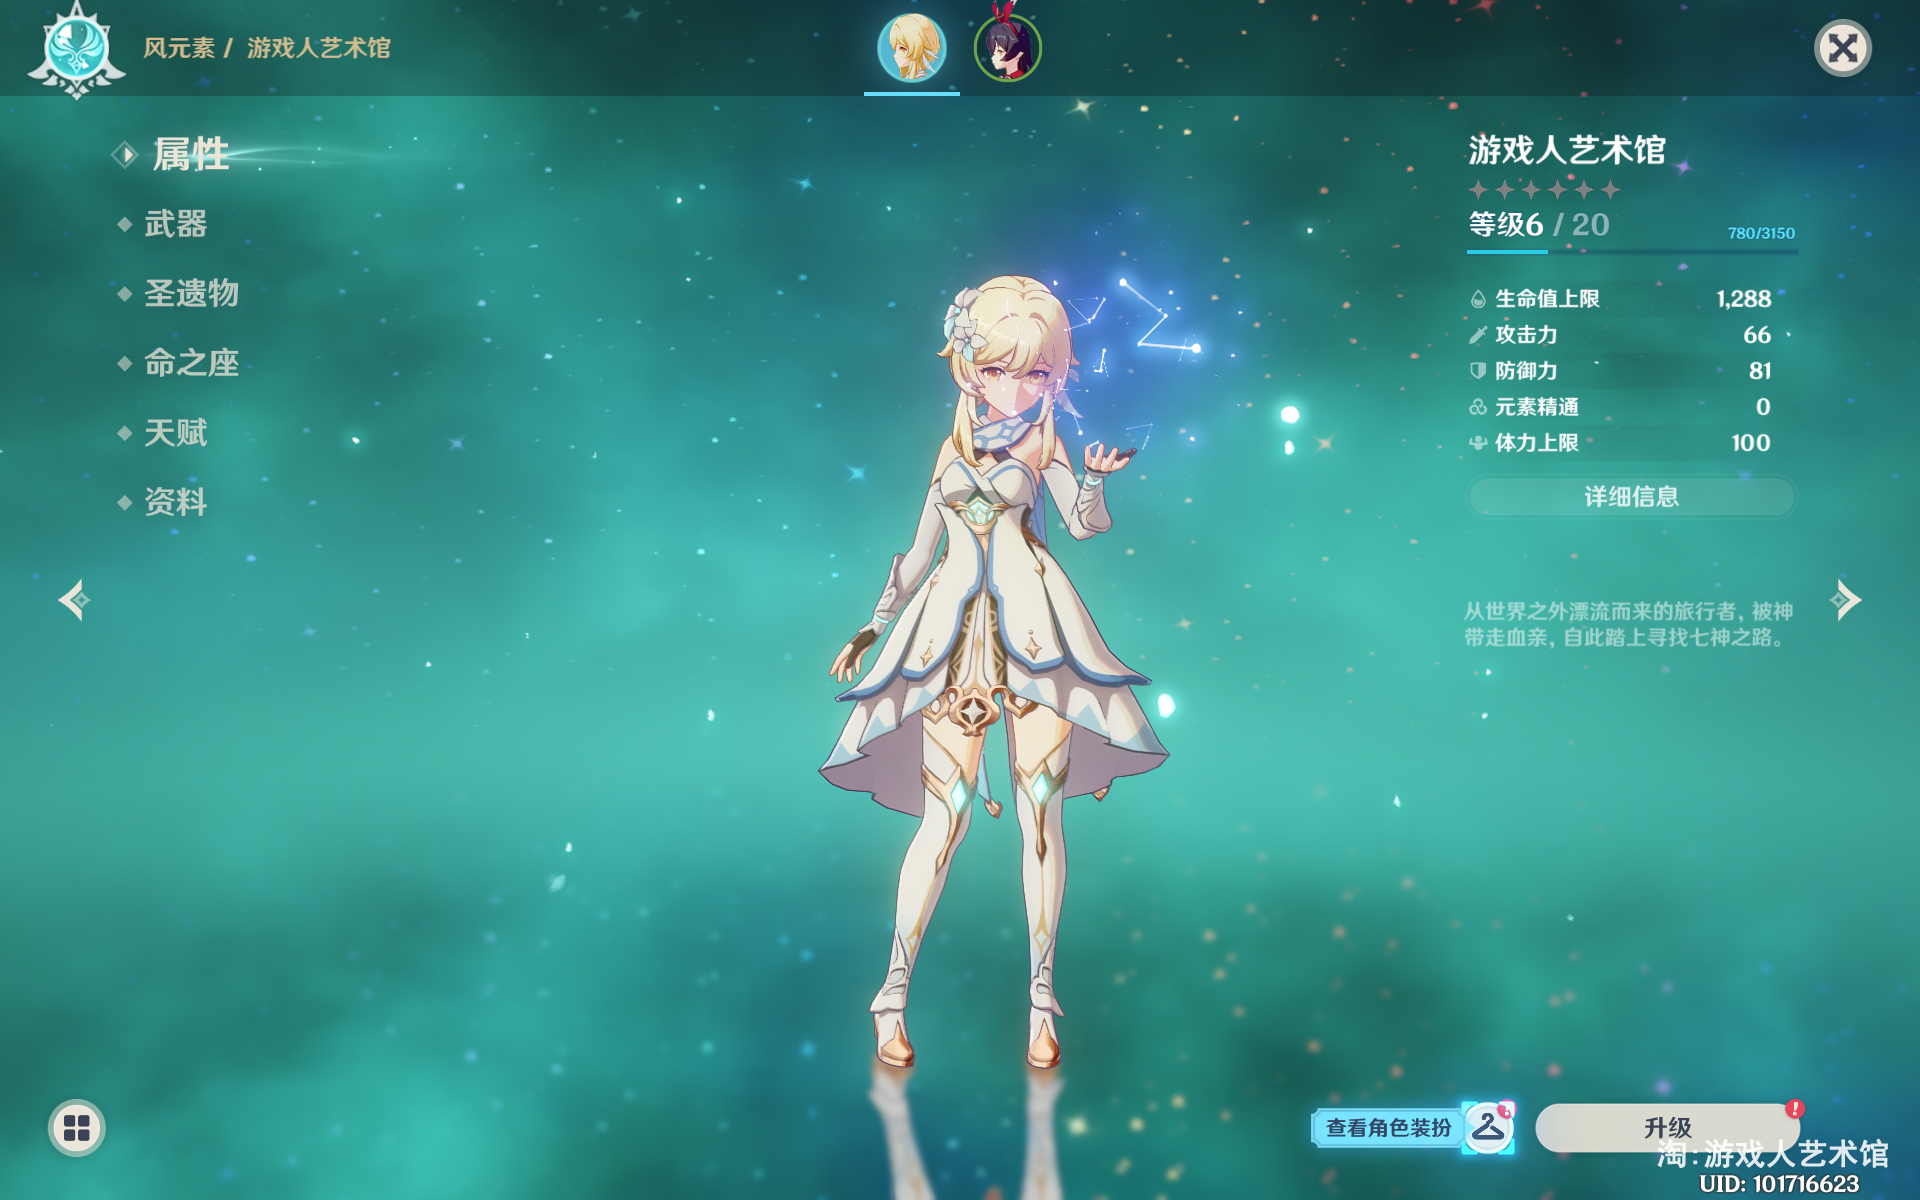 风元素 / 游戏人艺术馆
属性
武器
圣遗物
命之座
天赋
资料
游戏人艺术馆
等级6 / 20
780/3150
生命值上限 1,288
攻击力 66
防御力 81
元素精通 0
体力上限 100
详细信息
从世界之外漂流而来的旅行者, 被神
带走血亲, 自此踏上寻找七神之路。
查看角色装扮
升级
淘:游戏人艺术馆
UID: 101716623